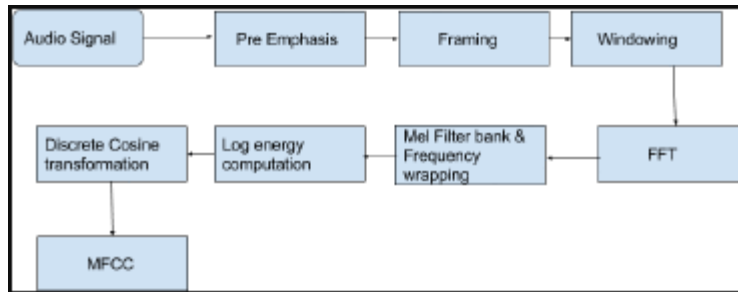 Audio Signal
Pre Emphasis
Framing
Windowing
FFT
Mel Filter bank &
Frequency
wrapping
Log energy
computation
Discrete Cosine
transformation
MFCC